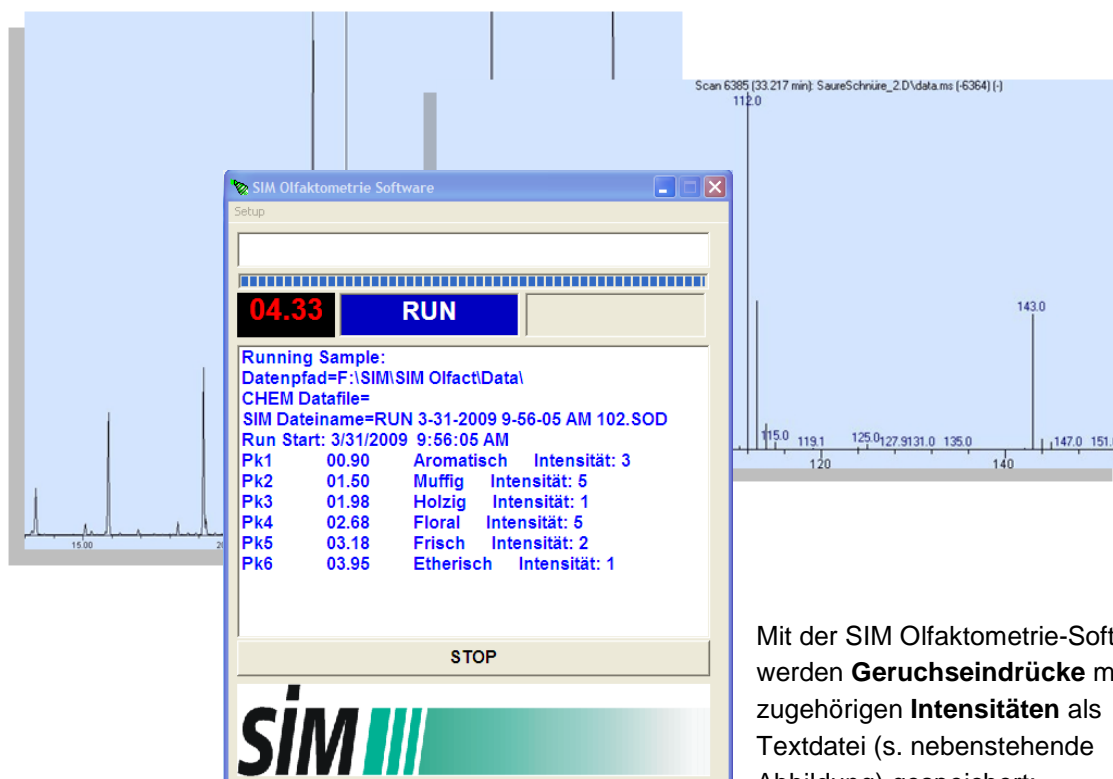 Scan 6385 (33.217 min): SaureSchnüre_2.D\data.ms (-6364) (-)
112.0
143.0
115.0 119.1 125.0 127.9 131.0 135.0 147.0 151.
120 140
15.00
SIM Olfaktometrie Software
Setup
04.33 RUN
Running Sample:
Datenpfad=F:\SIM\SIM Olfact\Data\
CHEM Datafile=
SIM Dateiname=RUN 3-31-2009 9-56-05 AM 102.SOD
Run Start: 3/31/2009 9:56:05 AM
Pk1 00.90 Aromatisch Intensität: 3
Pk2 01.50 Muffig Intensität: 5
Pk3 01.98 Holzig Intensität: 1
Pk4 02.68 Floral Intensität: 5
Pk5 03.18 Frisch Intensität: 2
Pk6 03.95 Etherisch Intensität: 1
STOP
SIM
Mit der SIM Olfaktometrie-Soft
werden Geruchseindrücke m
zugehörigen Intensitäten als
Textdatei (s. nebenstehende
Abbildung) gespeichert: